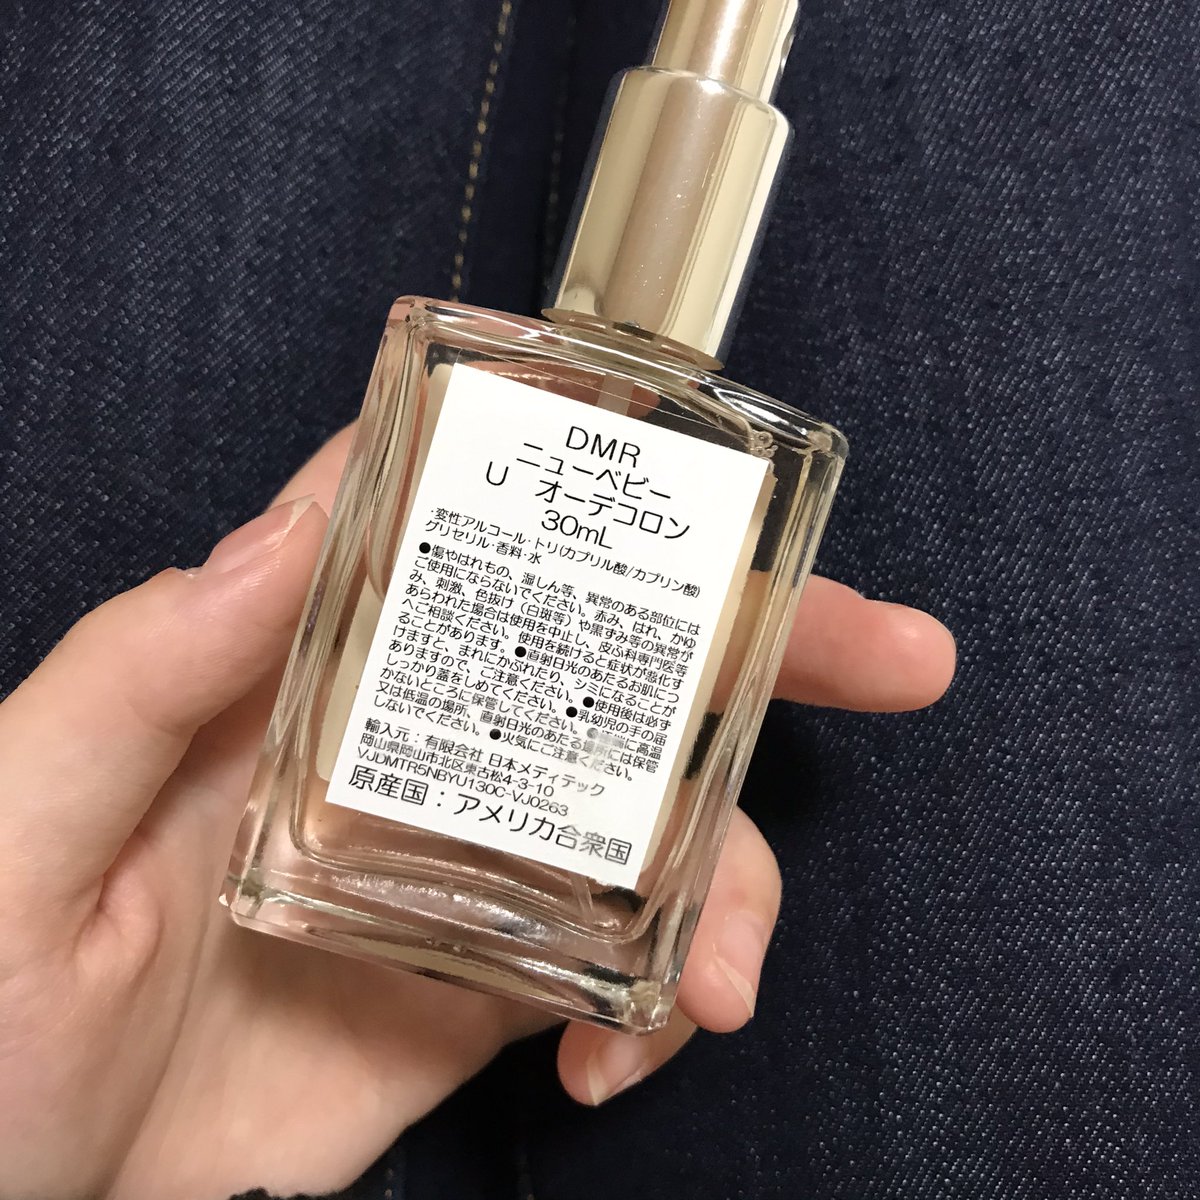 DMR
ニューベビー
U オーデコロン
30mL
・変性アルコール・トリ(カプリル酸/カプリン酸)
グリセリル・香料・水
●傷やはれもの、湿しん等、異常のある部位には
ご使用にならないでください。赤み、はれ、かゆ
み、刺激、色抜け（白斑等）や黒ずみ等の異常が
あらわれた場合は使用を中止し、皮ふ科専門医等
へご相談ください。使用を続けると症状が悪化す
ることがあります。●直射日光のあたるお肌につ
けますと、まれにかぶれたり、シミになることが
ありますので、ご注意ください。●使用後は必ず
しっかり蓋をしめてください。●乳幼児の手の届
かないところに保管してください。●極端に高温
又は低温の場所、直射日光のあたる場所には保管
しないでください。●火気にご注意ください。
輸入元：有限会社 日本メディテック
岡山県岡山市北区東古松4-3-10
VJDMTR5NBYU130C-VJ0263
原産国：アメリカ合衆国